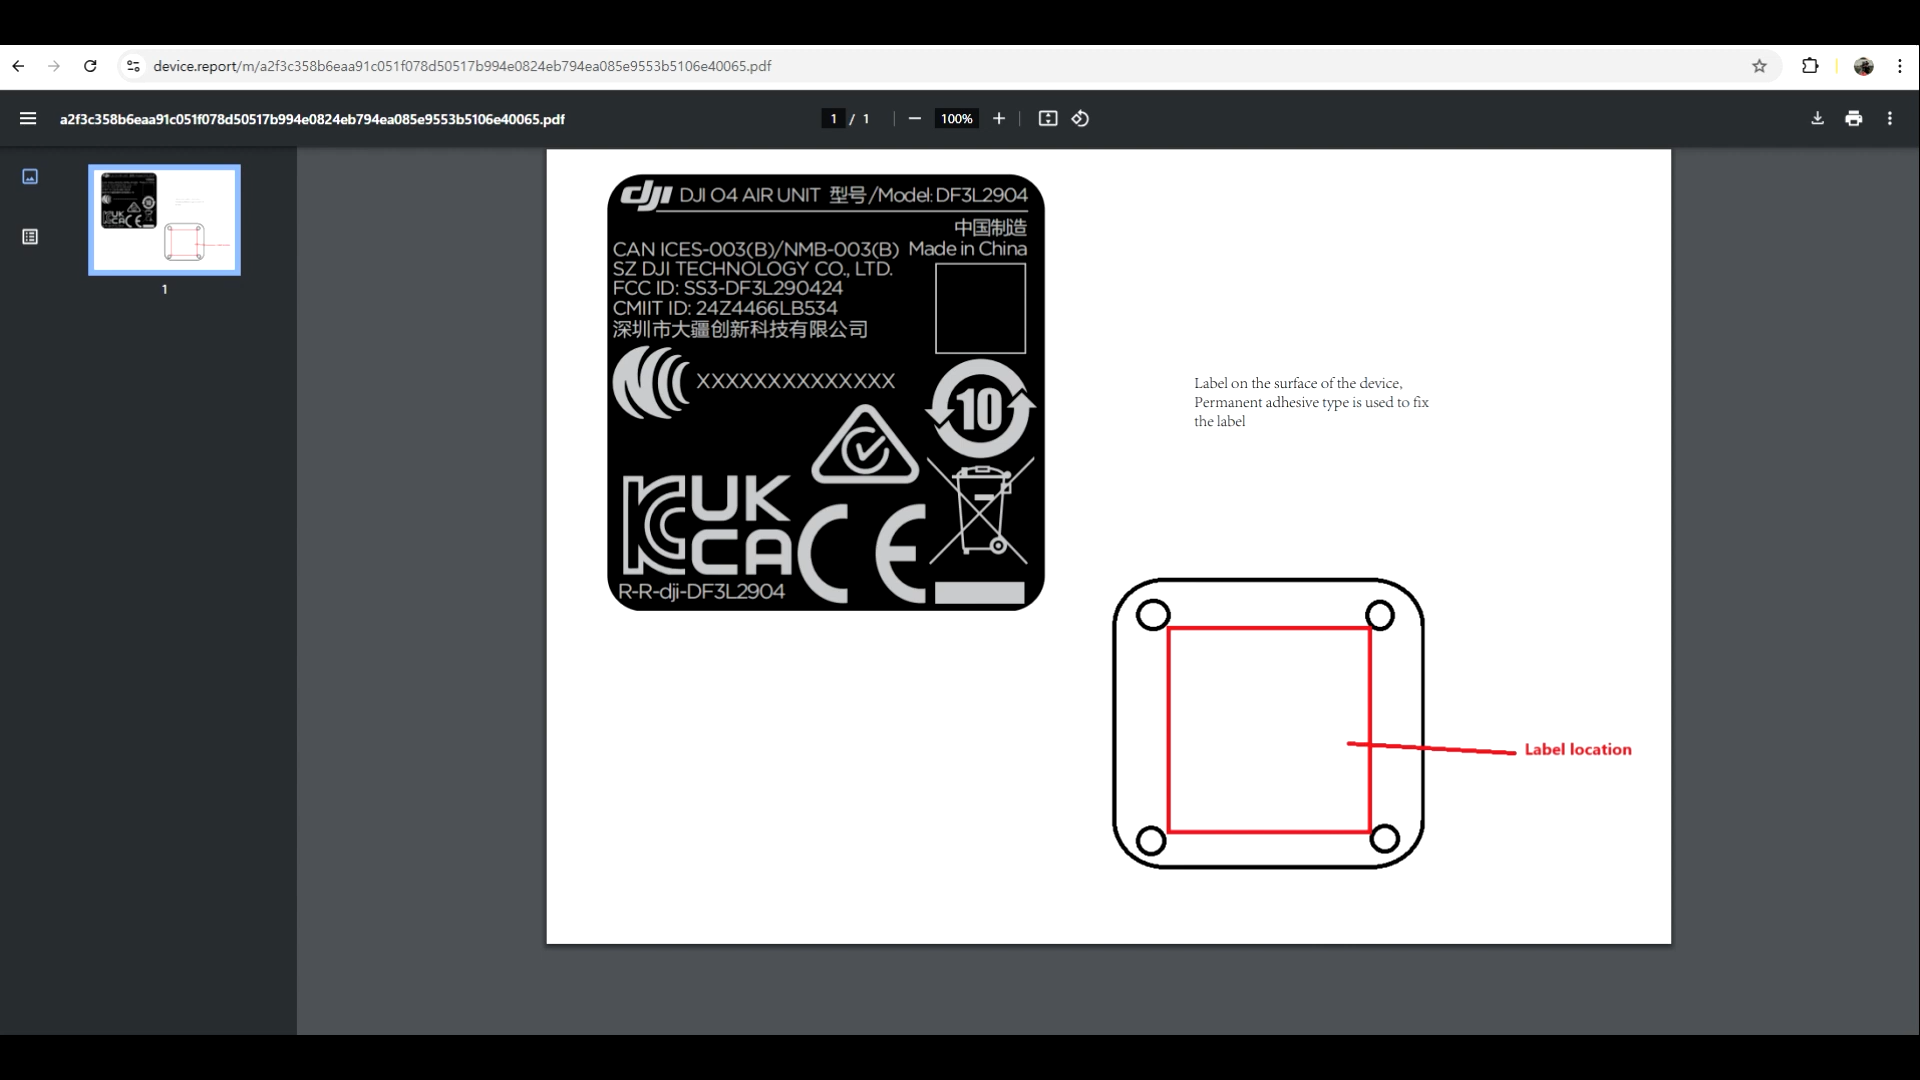 device.report/m/a2f3c358b6eaa91c051f078d50517b994e0824eb794ea085e9553b5106e40065.pdf
a2f3c358b6eaa91c051f078d50517b994e0824eb794ea085e9553b5106e40065.pdf
1 / 1
100%
1
dji DJI O4 AIR UNIT 型号/Model: DF3L2904
中国制造
CAN ICES-003(B)/NMB-003(B) Made in China
SZ DJI TECHNOLOGY CO., LTD.
FCC ID: SS3-DF3L290424
CMIIT ID: 24Z4466LB534
深圳市大疆创新科技有限公司
XXXXXXXXXXXXXX
10
UK
CA CE
R-R-dji-DF3L2904
Label on the surface of the device,
Permanent adhesive type is used to fix
the label
Label location